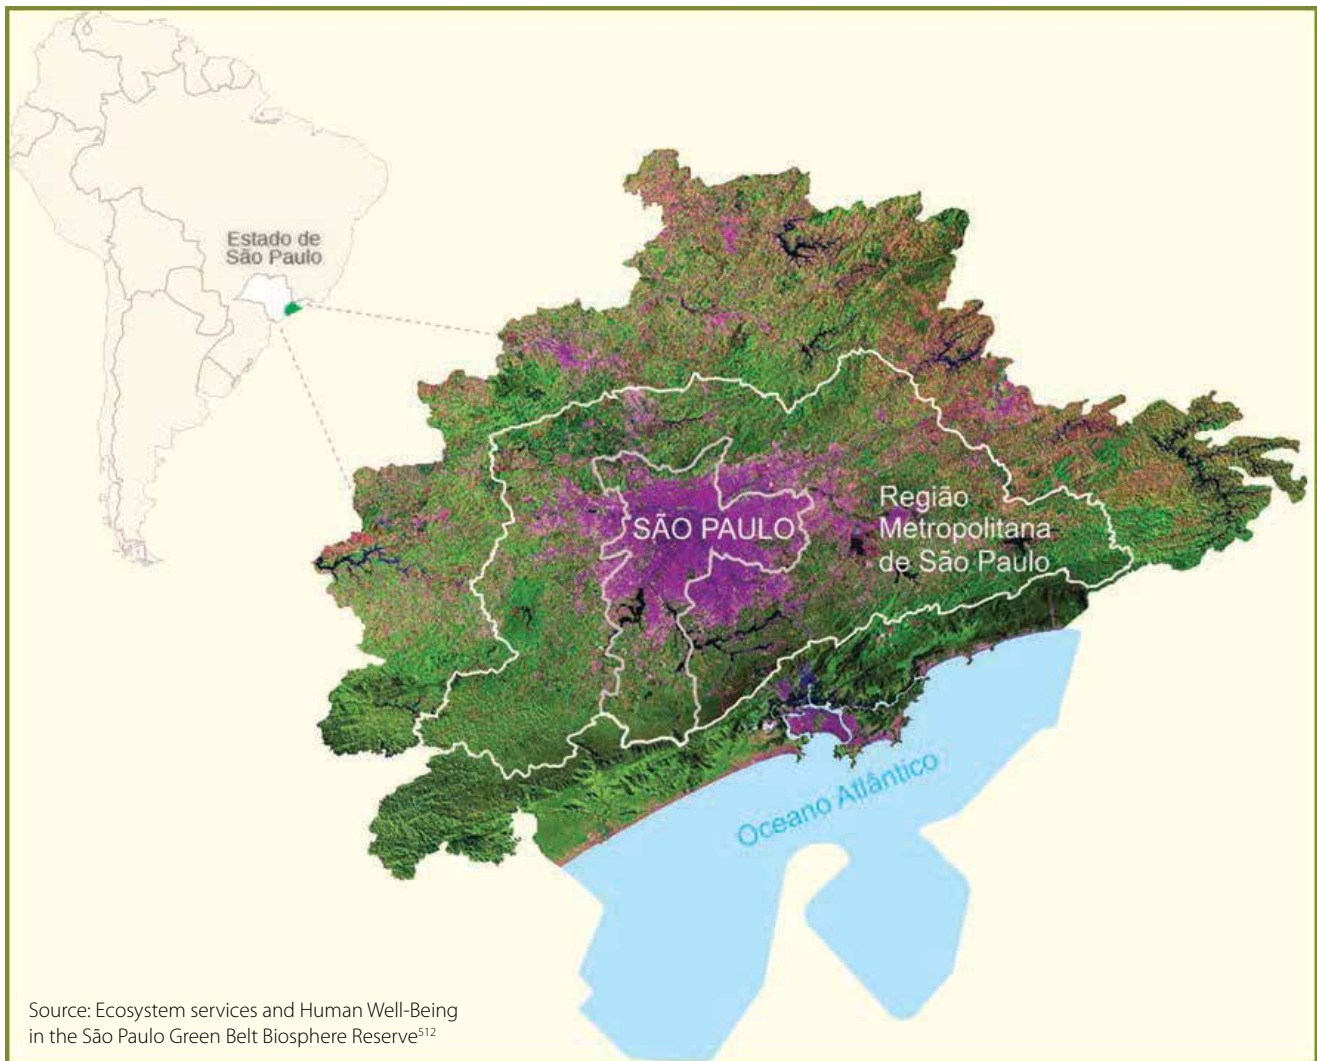 Estado de
São Paulo
SÃO PAULO
Região
Metropolitana
de São Paulo
Oceano Atlântico
Source: Ecosystem services and Human Well-Being
in the São Paulo Green Belt Biosphere Reserve512